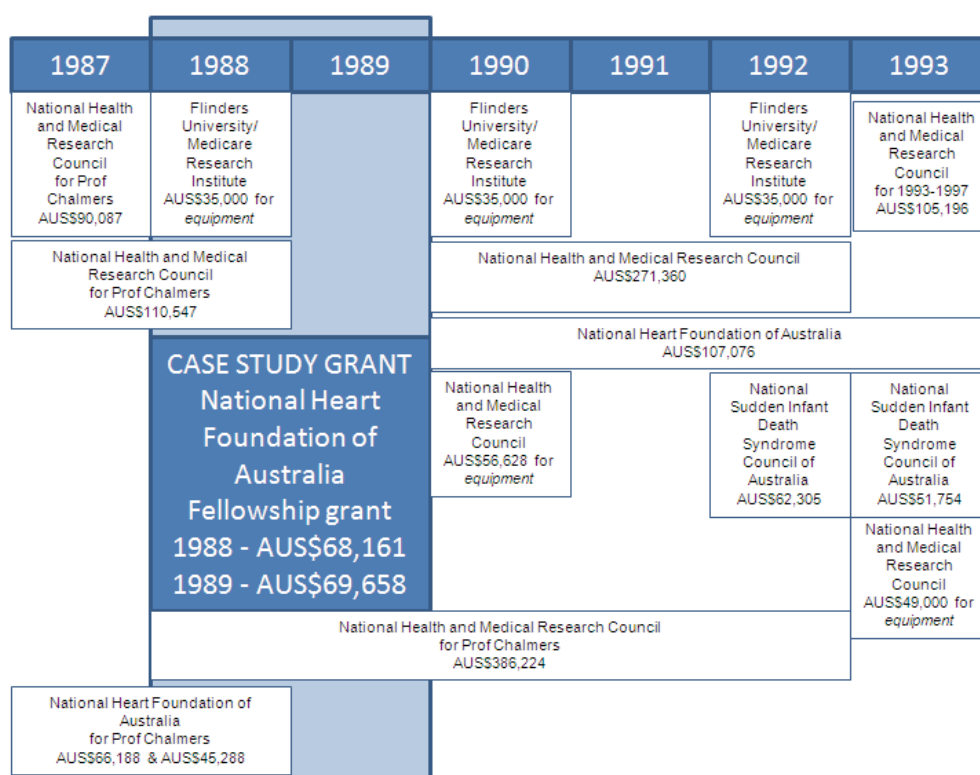 1987
1988
1989
1990
1991
1992
1993
National Health
and Medical
Research
Council
for Prof
Chalmers
AUS$90,087
Flinders
University/
Medicare
Research
Institute
AUS$35,000 for
equipment
Flinders
University/
Medicare
Research
Institute
AUS$35,000 for
equipment
Flinders
University/
Medicare
Research
Institute
AUS$35,000 for
equipment
National Health
and Medical
Research
Council
for 1993-1997
AUS$105,196
National Health and Medical
Research Council
for Prof Chalmers
AUS$110,547
National Health and Medical Research Council
AUS$271,360
National Heart Foundation of Australia
AUS$107,076
CASE STUDY GRANT
National Heart
Foundation of
Australia
Fellowship grant
1988 - AUS$68,161
1989 - AUS$69,658
National Health
and Medical
Research
Council
AUS$56,628 for
equipment
National
Sudden Infant
Death
Syndrome
Council of
Australia
AUS$62,305
National
Sudden Infant
Death
Syndrome
Council of
Australia
AUS$51,754
National Health
and Medical
Research
Council
AUS$49,000 for
equipment
National Health and Medical Research Council
for Prof Chalmers
AUS$386,224
National Heart Foundation of
Australia
for Prof Chalmers
AUS$66,188 & AUS$45,288